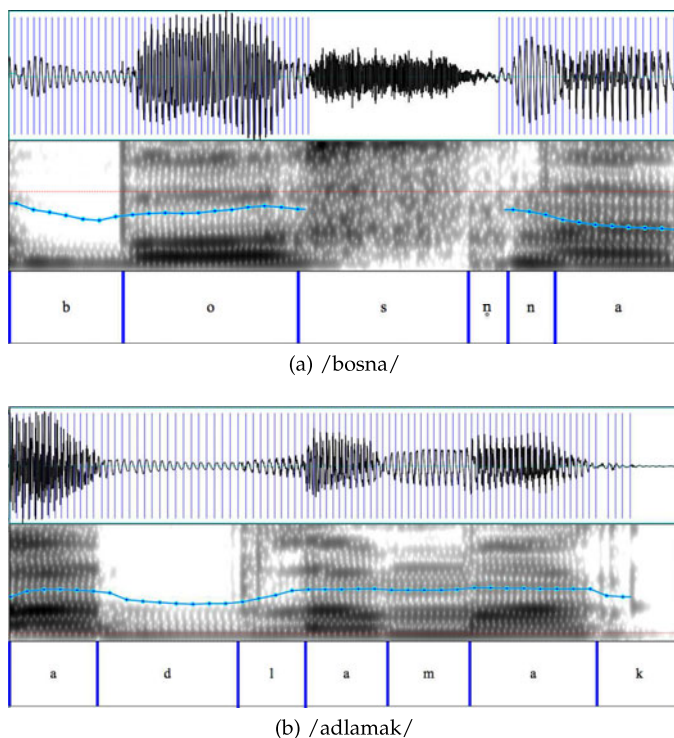 b o s n̥ n a
(a) /bosna/
a d l a m a k
(b) /adlamak/